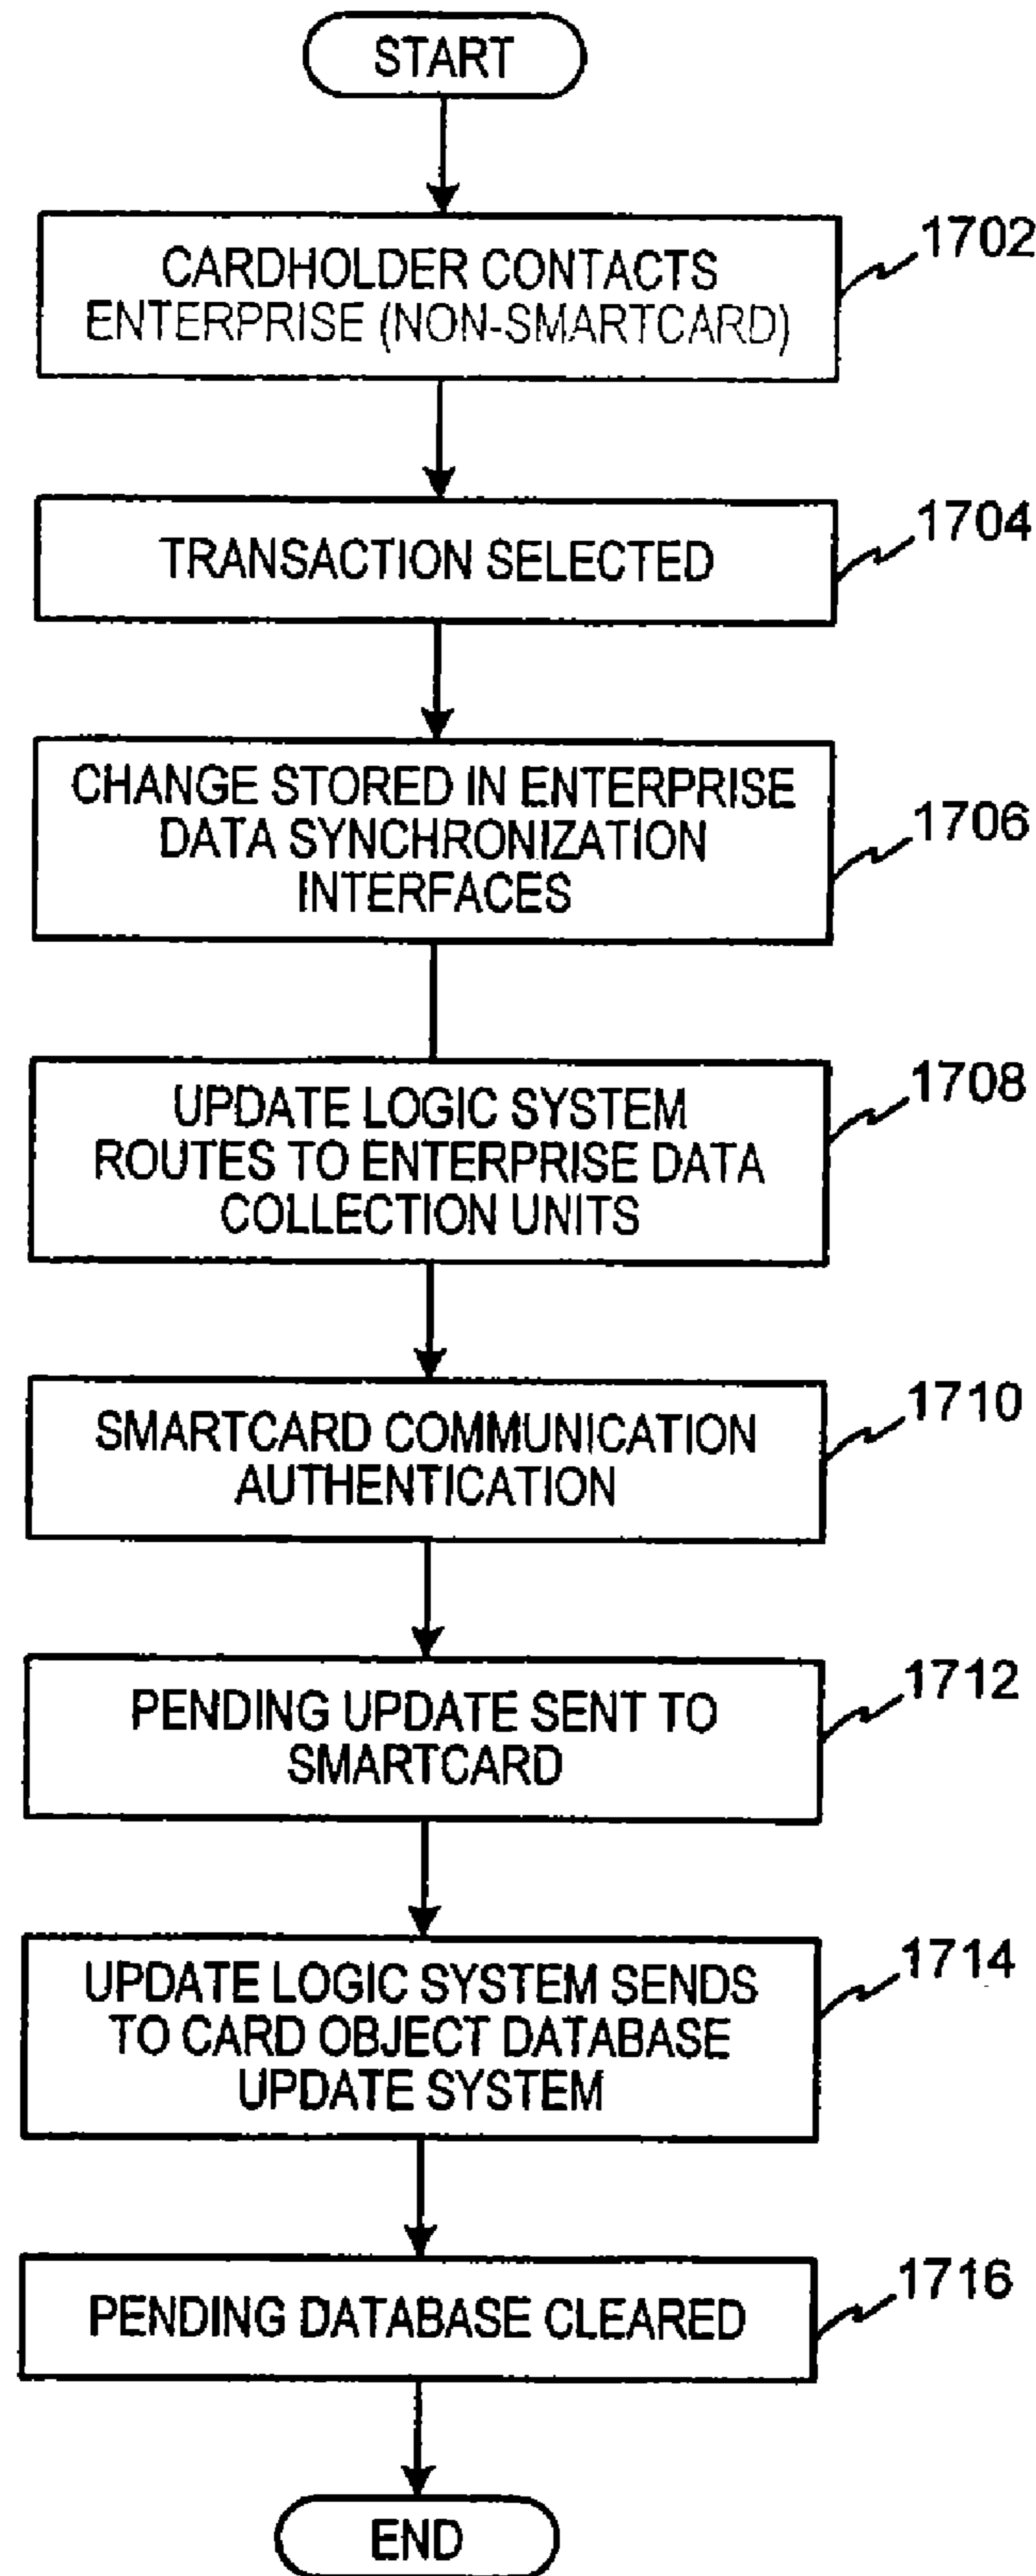 START
CARDHOLDER CONTACTS
ENTERPRISE (NON-SMARTCARD)
1702
TRANSACTION SELECTED
1704
CHANGE STORED IN ENTERPRISE
DATA SYNCHRONIZATION
INTERFACES
1706
UPDATE LOGIC SYSTEM
ROUTES TO ENTERPRISE DATA
COLLECTION UNITS
1708
SMARTCARD COMMUNICATION
AUTHENTICATION
1710
PENDING UPDATE SENT TO
SMARTCARD
1712
UPDATE LOGIC SYSTEM SENDS
TO CARD OBJECT DATABASE
UPDATE SYSTEM
1714
PENDING DATABASE CLEARED
1716
END